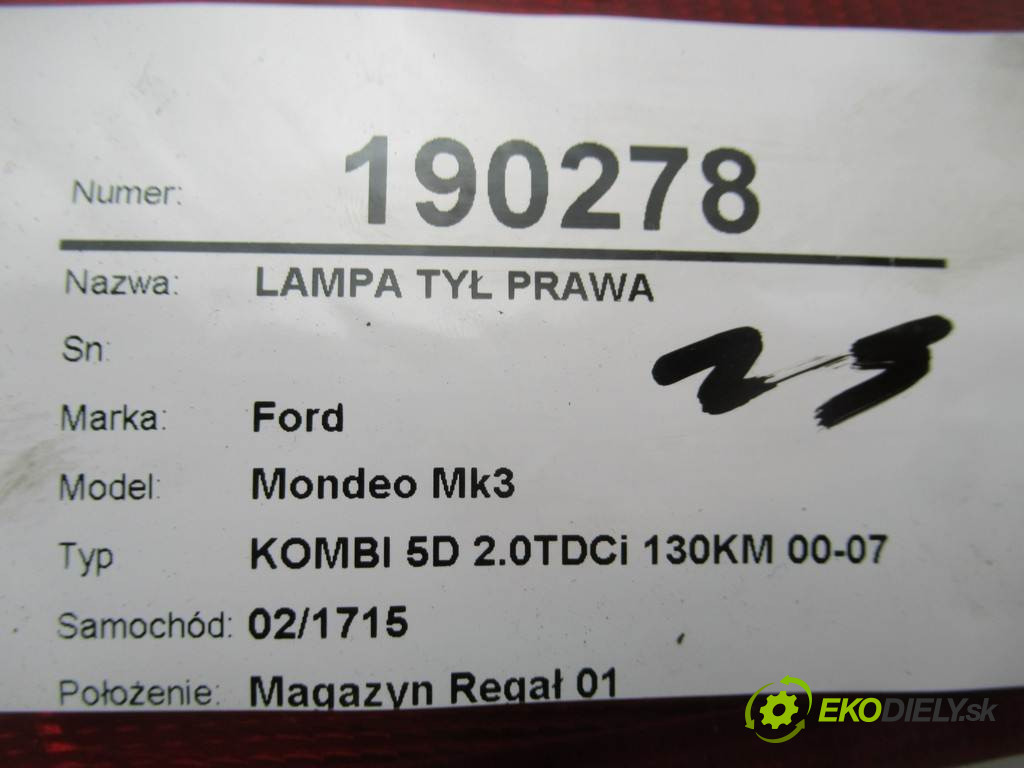 Numer: 190278
Nazwa: LAMPA TYŁ PRAWA
Sn:
Marka: Ford
Model: Mondeo Mk3
Typ KOMBI 5D 2.0TDCi 130KM 00-07
Samochód: 02/1715
Położenie: Magazyn Regał 01
EKODIELY.sk